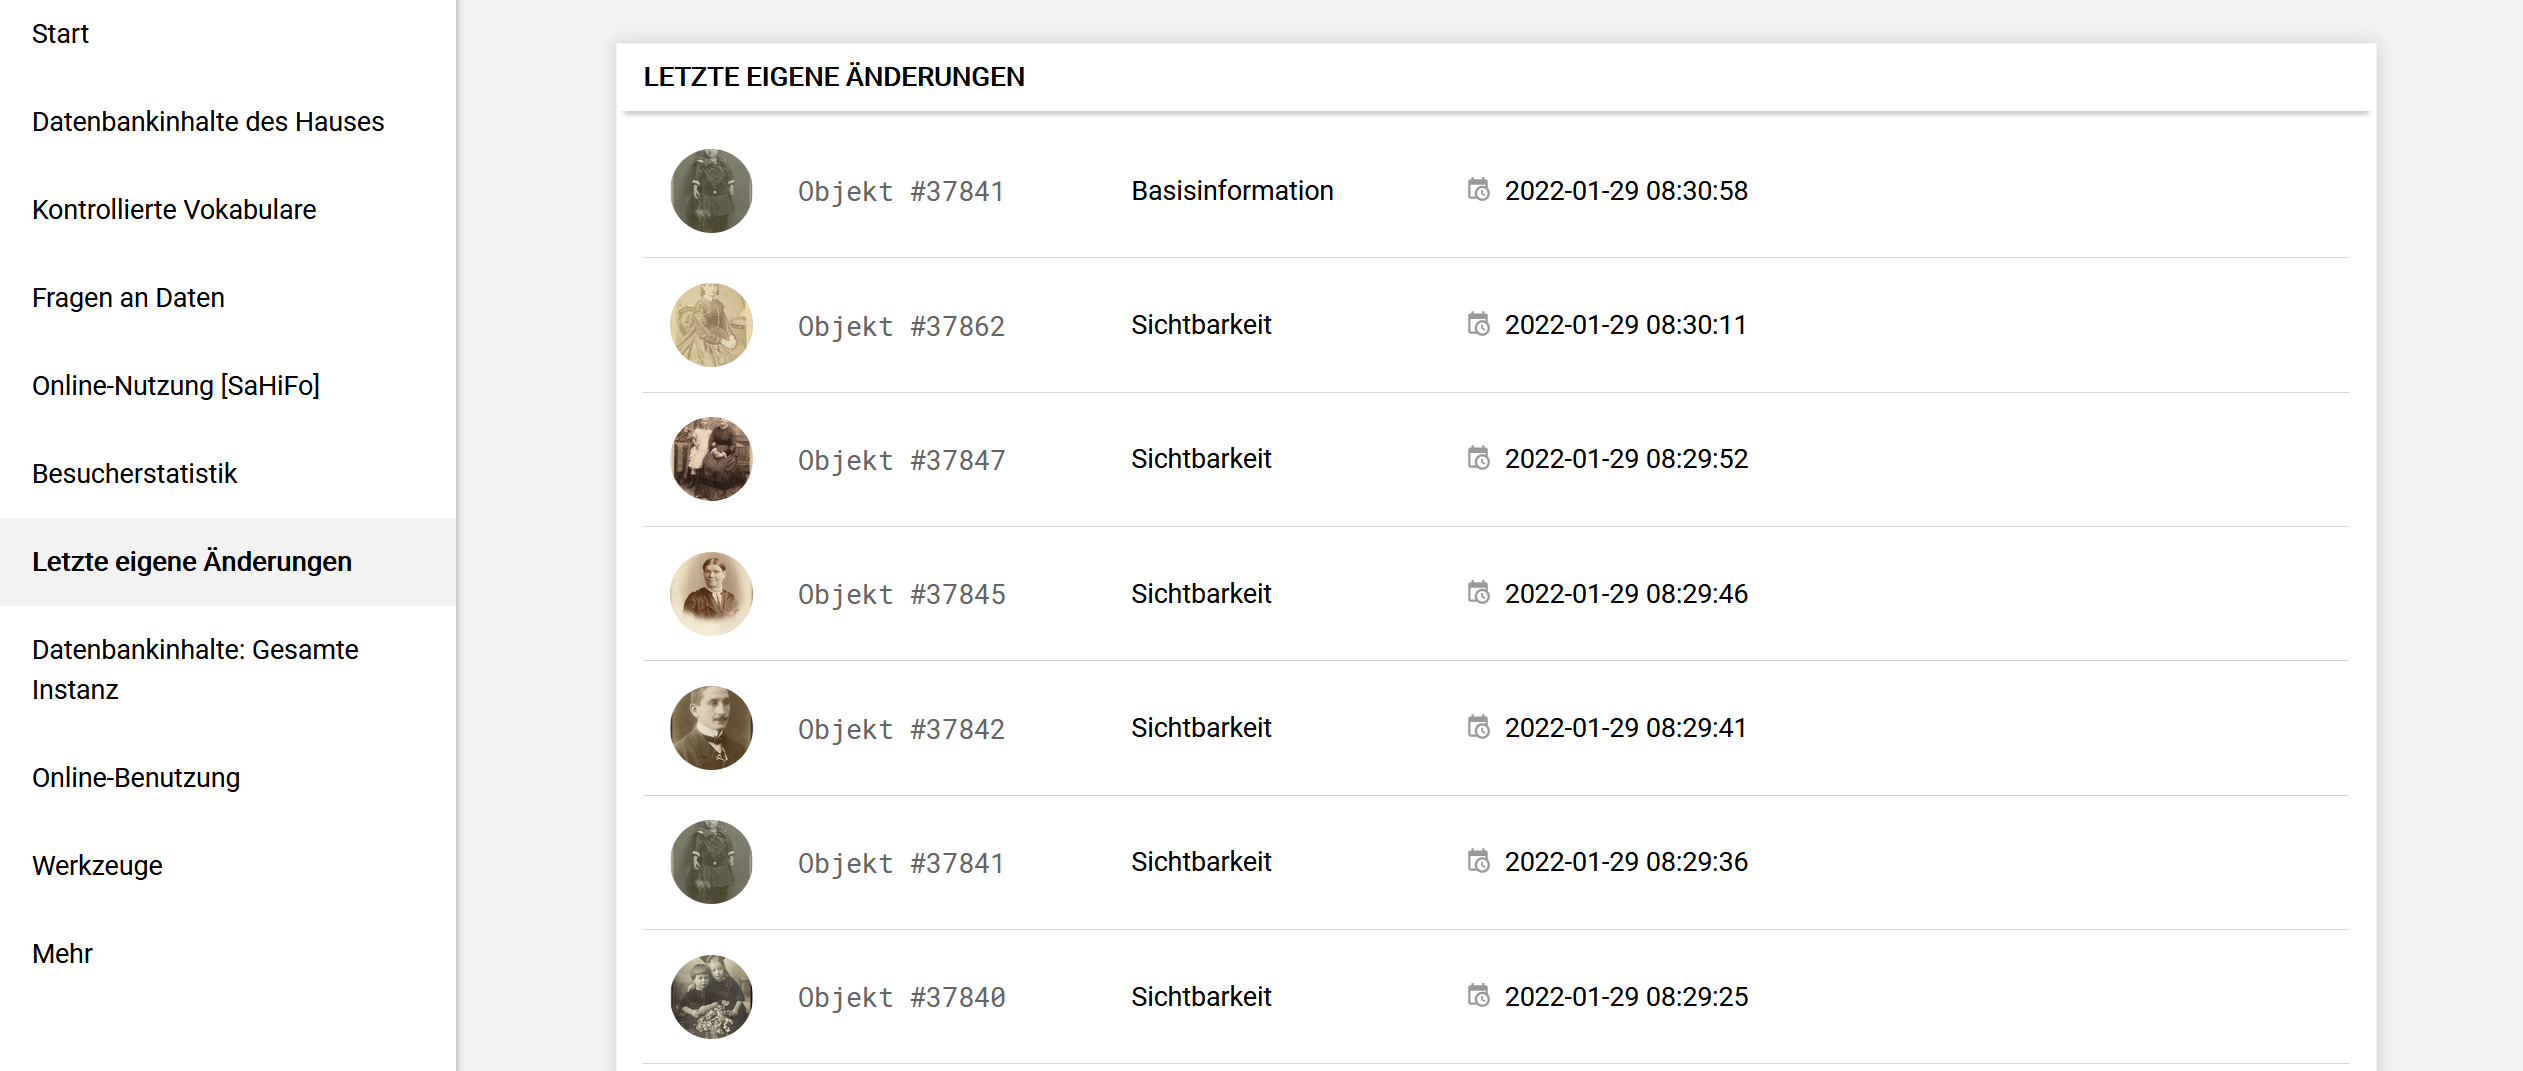 Start
Datenbankinhalte des Hauses
Kontrollierte Vokabulare
Fragen an Daten
Online-Nutzung [SaHiFo]
Besucherstatistik
Letzte eigene Änderungen
Datenbankinhalte: Gesamte
Instanz
Online-Benutzung
Werkzeuge
Mehr
LETZTE EIGENE ÄNDERUNGEN
Objekt #37841 Basisinformation 2022-01-29 08:30:58
Objekt #37862 Sichtbarkeit 2022-01-29 08:30:11
Objekt #37847 Sichtbarkeit 2022-01-29 08:29:52
Objekt #37845 Sichtbarkeit 2022-01-29 08:29:46
Objekt #37842 Sichtbarkeit 2022-01-29 08:29:41
Objekt #37841 Sichtbarkeit 2022-01-29 08:29:36
Objekt #37840 Sichtbarkeit 2022-01-29 08:29:25